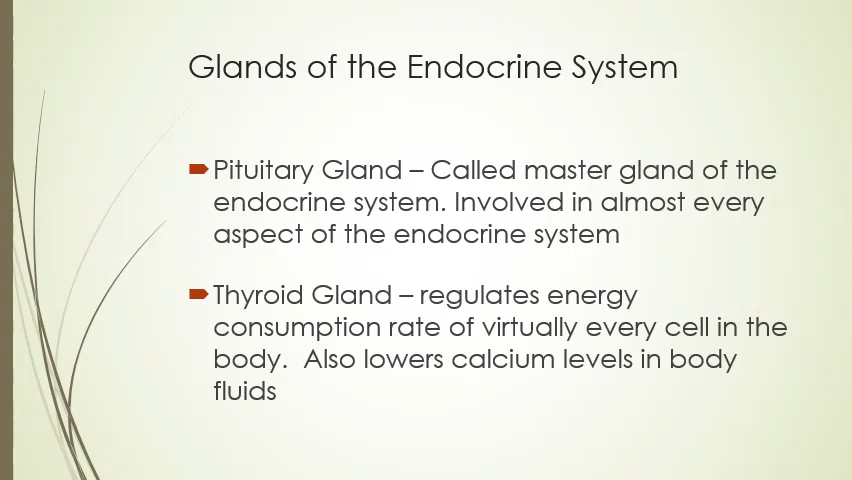 Glands of the Endocrine System
Pituitary Gland – Called master gland of the
endocrine system. Involved in almost every
aspect of the endocrine system
Thyroid Gland – regulates energy
consumption rate of virtually every cell in the
body.  Also lowers calcium levels in body
fluids